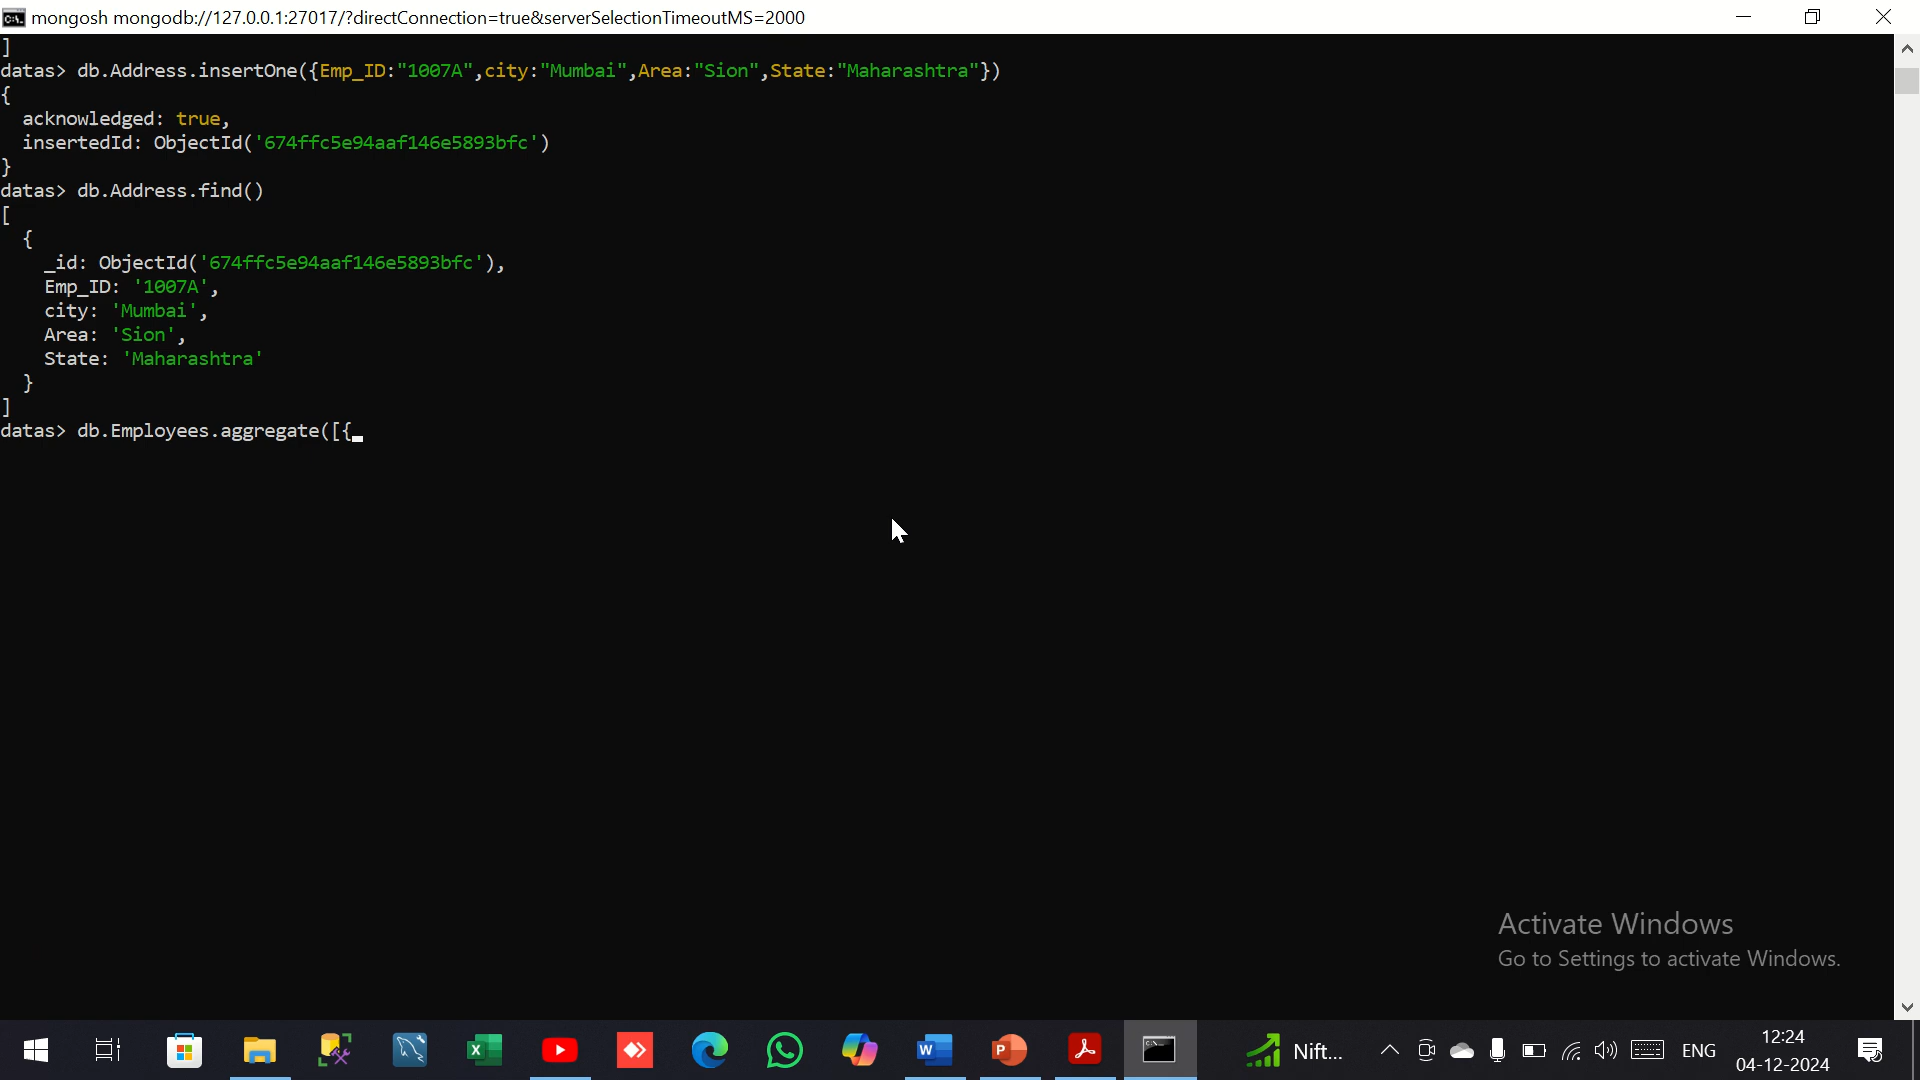 mongosh mongodb://127.0.0.1:27017/?directConnection=true&serverSelectionTimeoutMS=2000
]
datas> db.Address.insertOne({Emp_ID:"1007A",city:"Mumbai",Area:"Sion",State:"Maharashtra"})
{
  acknowledged: true,
  insertedId: ObjectId('674ffc5e94aaf146e5893bfc')
}
datas> db.Address.find()
[
  {
    _id: ObjectId('674ffc5e94aaf146e5893bfc'),
    Emp_ID: '1007A',
    city: 'Mumbai',
    Area: 'Sion',
    State: 'Maharashtra'
  }
]
datas> db.Employees.aggregate([{
Activate Windows
Go to Settings to activate Windows.
Nift...
ENG
12:24
04-12-2024